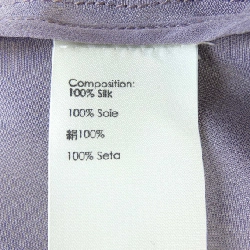 Composition:
100% Silk
100% Soie
絹100%
100% Seta